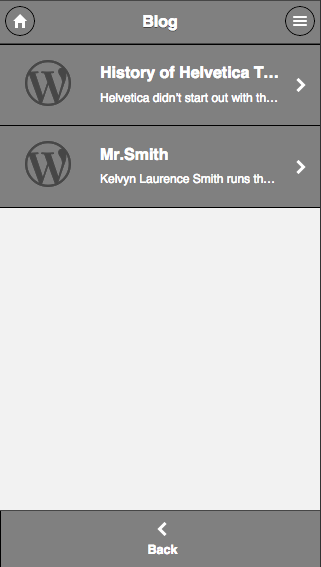 Blog
History of Helvetica T...
Helvetica didn't start out with th...
Mr.Smith
Kelvyn Laurence Smith runs th...
Back